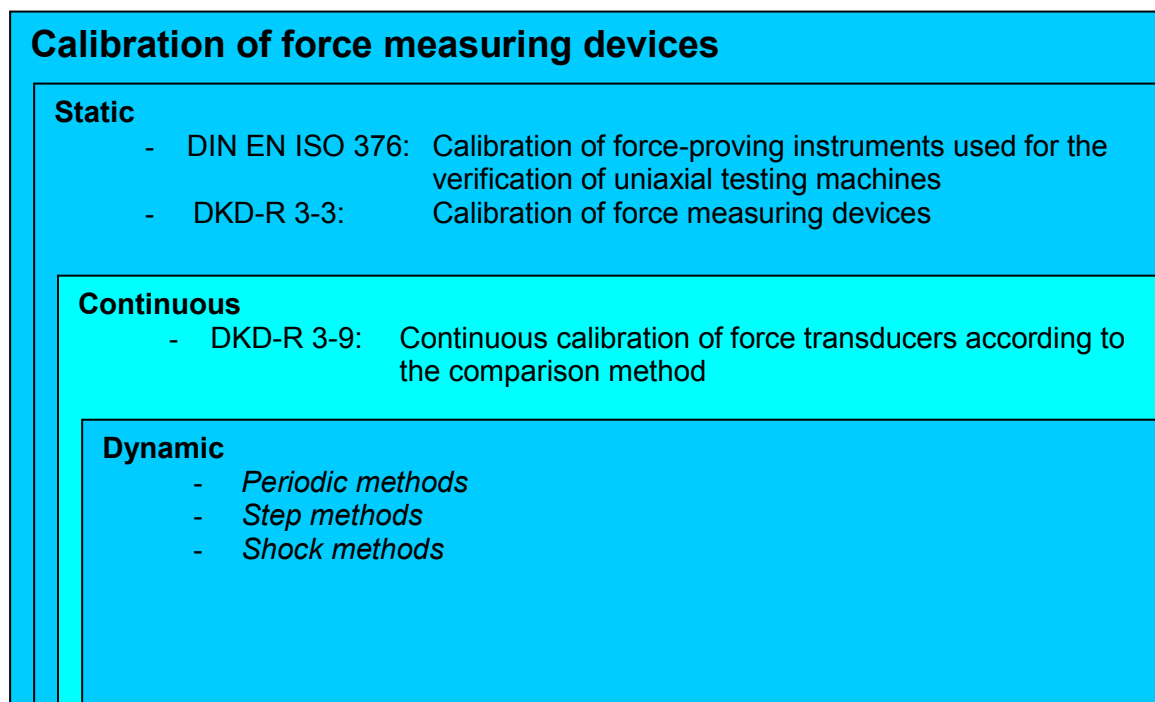 Calibration of force measuring devices
Static
- DIN EN ISO 376: Calibration of force-proving instruments used for the
verification of uniaxial testing machines
- DKD-R 3-3: Calibration of force measuring devices
Continuous
- DKD-R 3-9: Continuous calibration of force transducers according to
the comparison method
Dynamic
- Periodic methods
- Step methods
- Shock methods